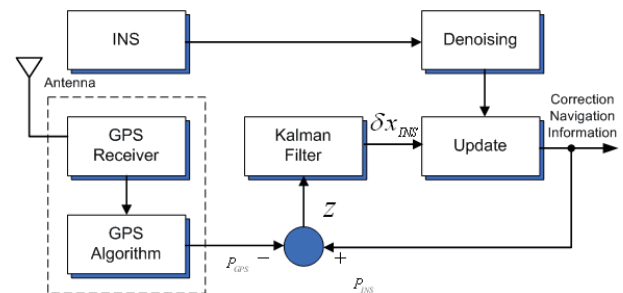 INS
Denoising
Antenna
Correction
Navigation
Information
GPS
Receiver
Kalman
Filter
δx_INS
Update
Z
GPS
Algorithm
P_GPS
−
+
P_INS